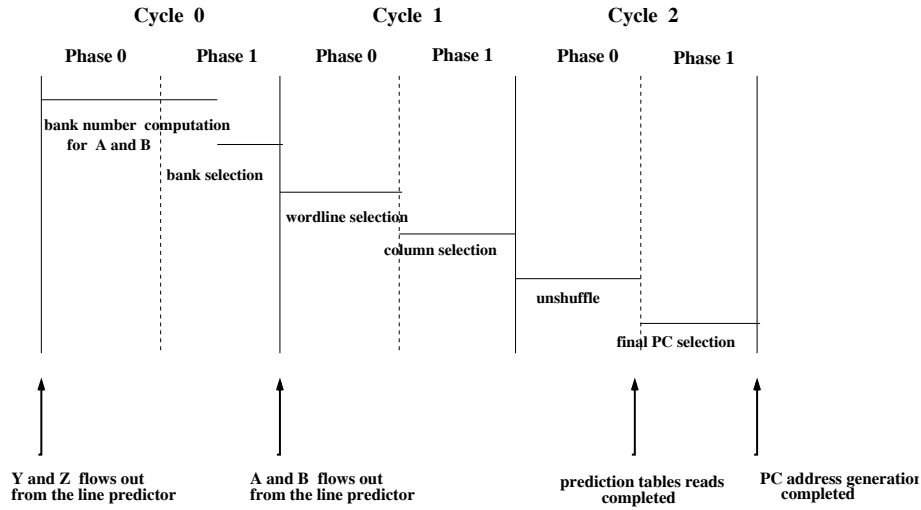 Cycle 0
Cycle 1
Cycle 2
Phase 0
Phase 1
Phase 0
Phase 1
Phase 0
Phase 1
bank number computation
for A and B
bank selection
wordline selection
column selection
unshuffle
final PC selection
Y and Z flows out
from the line predictor
A and B flows out
from the line predictor
prediction tables reads
completed
PC address generation
completed